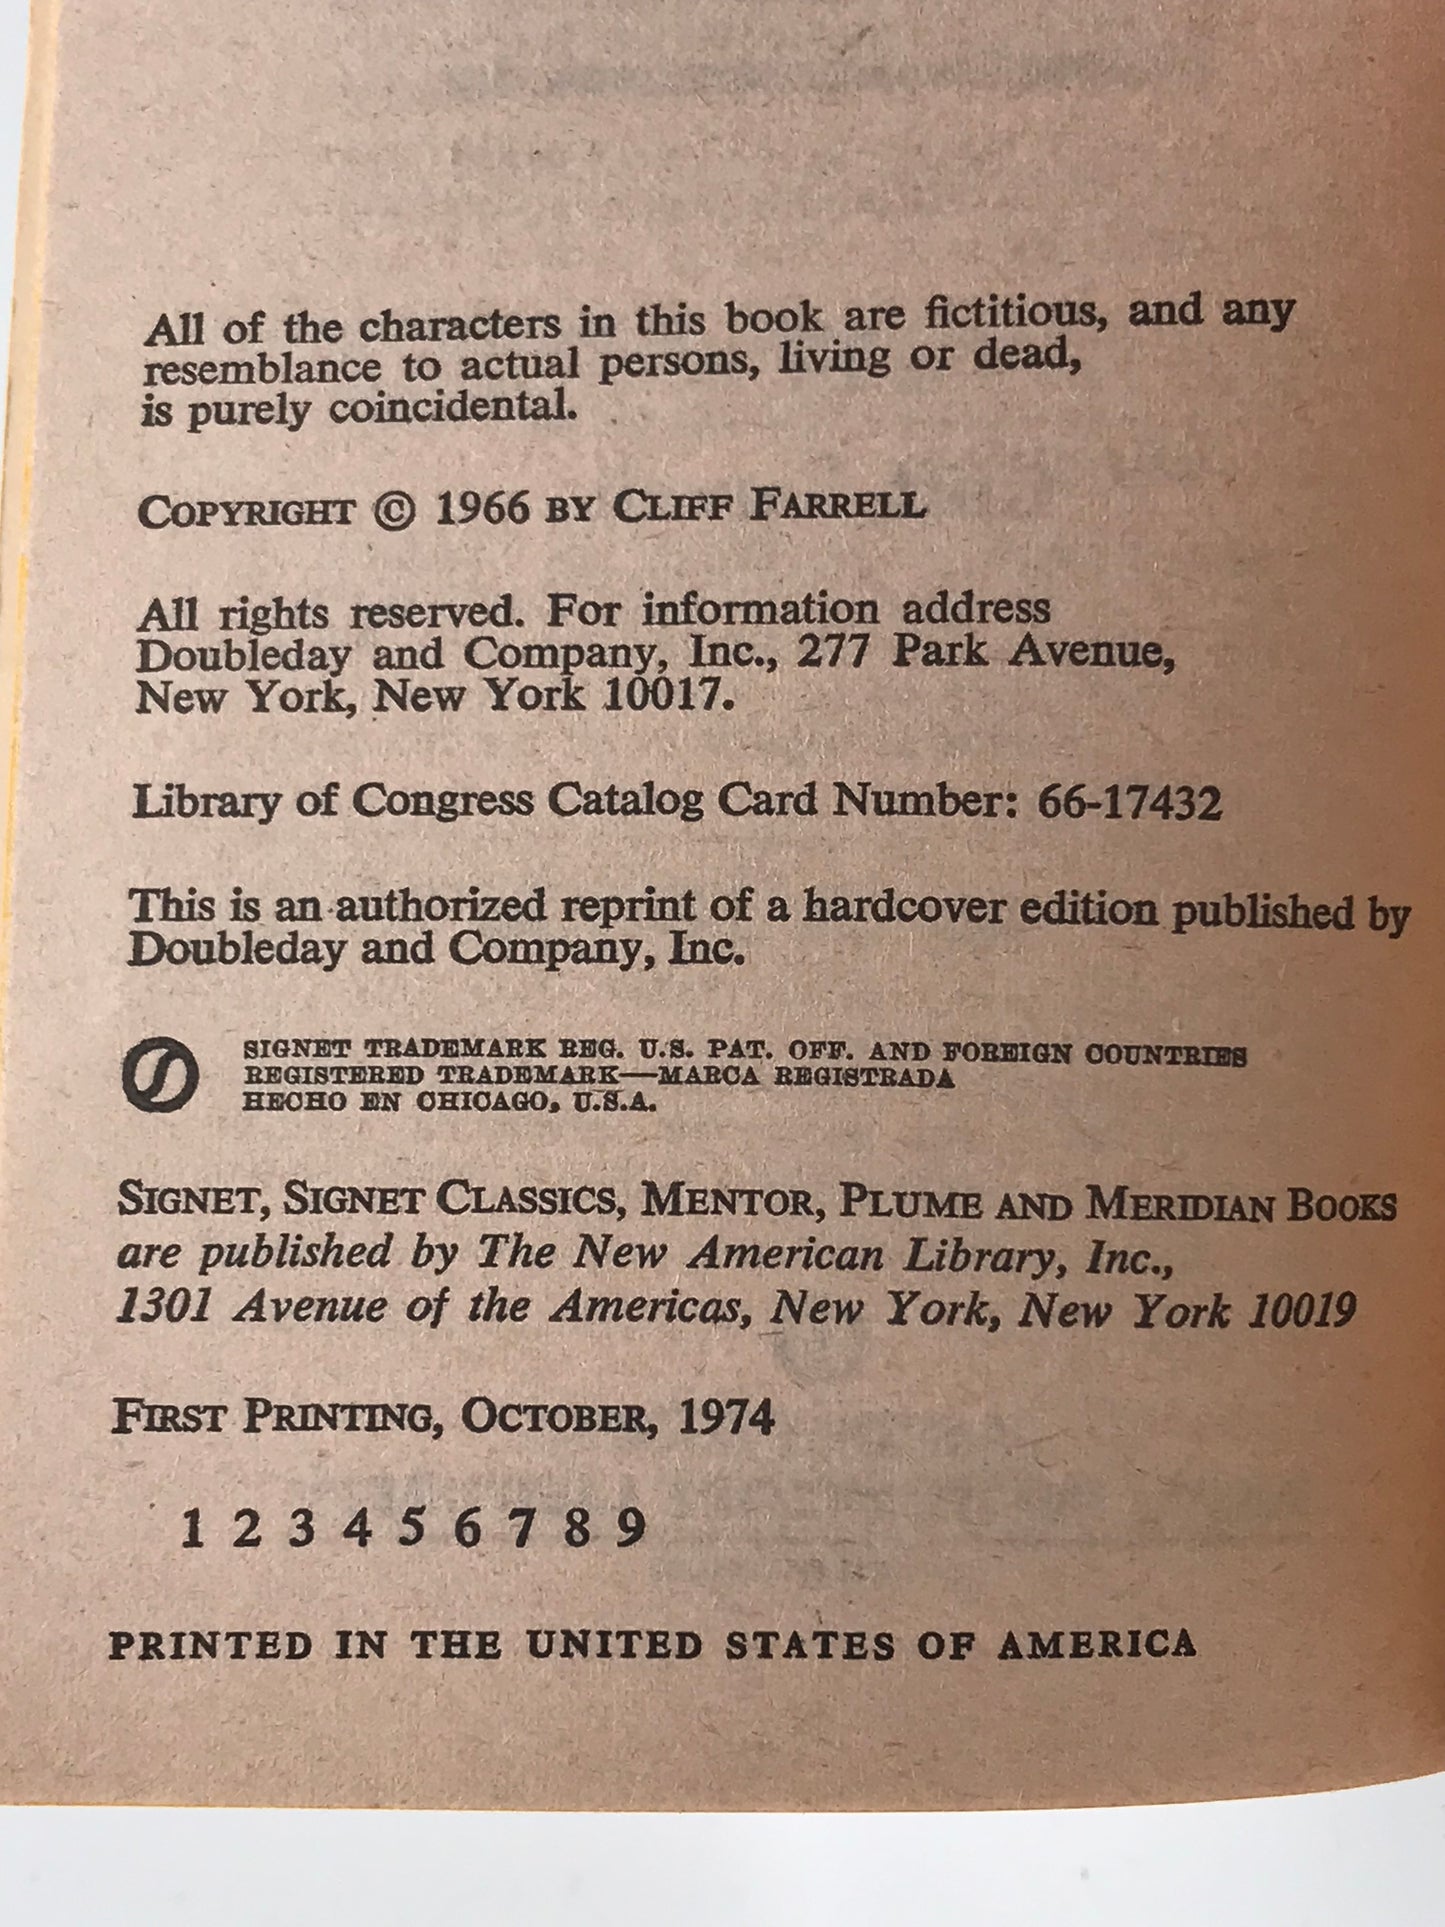 All of the characters in this book are fictitious, and any
resemblance to actual persons, living or dead,
is purely coincidental.
COPYRIGHT © 1966 BY CLIFF FARRELL
All rights reserved. For information address
Doubleday and Company, Inc., 277 Park Avenue,
New York, New York 10017.
Library of Congress Catalog Card Number: 66-17432
This is an authorized reprint of a hardcover edition published by
Doubleday and Company, Inc.
SIGNET TRADEMARK REG. U.S. PAT. OFF. AND FOREIGN COUNTRIES
REGISTERED TRADEMARK—MARCA REGISTRADA
HECHO EN CHICAGO, U.S.A.
SIGNET, SIGNET CLASSICS, MENTOR, PLUME AND MERIDIAN BOOKS
are published by The New American Library, Inc.,
1301 Avenue of the Americas, New York, New York 10019
FIRST PRINTING, OCTOBER, 1974
1 2 3 4 5 6 7 8 9
PRINTED IN THE UNITED STATES OF AMERICA